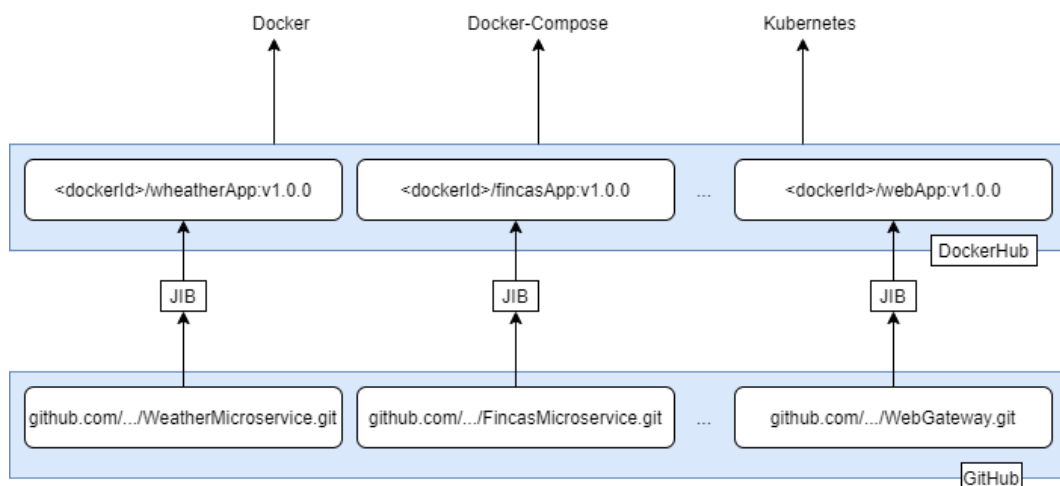 Docker
Docker-Compose
Kubernetes
<dockerId>/wheatherApp:v1.0.0
<dockerId>/fincasApp:v1.0.0
...
<dockerId>/webApp:v1.0.0
DockerHub
JIB
JIB
JIB
github.com/.../WeatherMicroservice.git
github.com/.../FincasMicroservice.git
...
github.com/.../WebGateway.git
GitHub